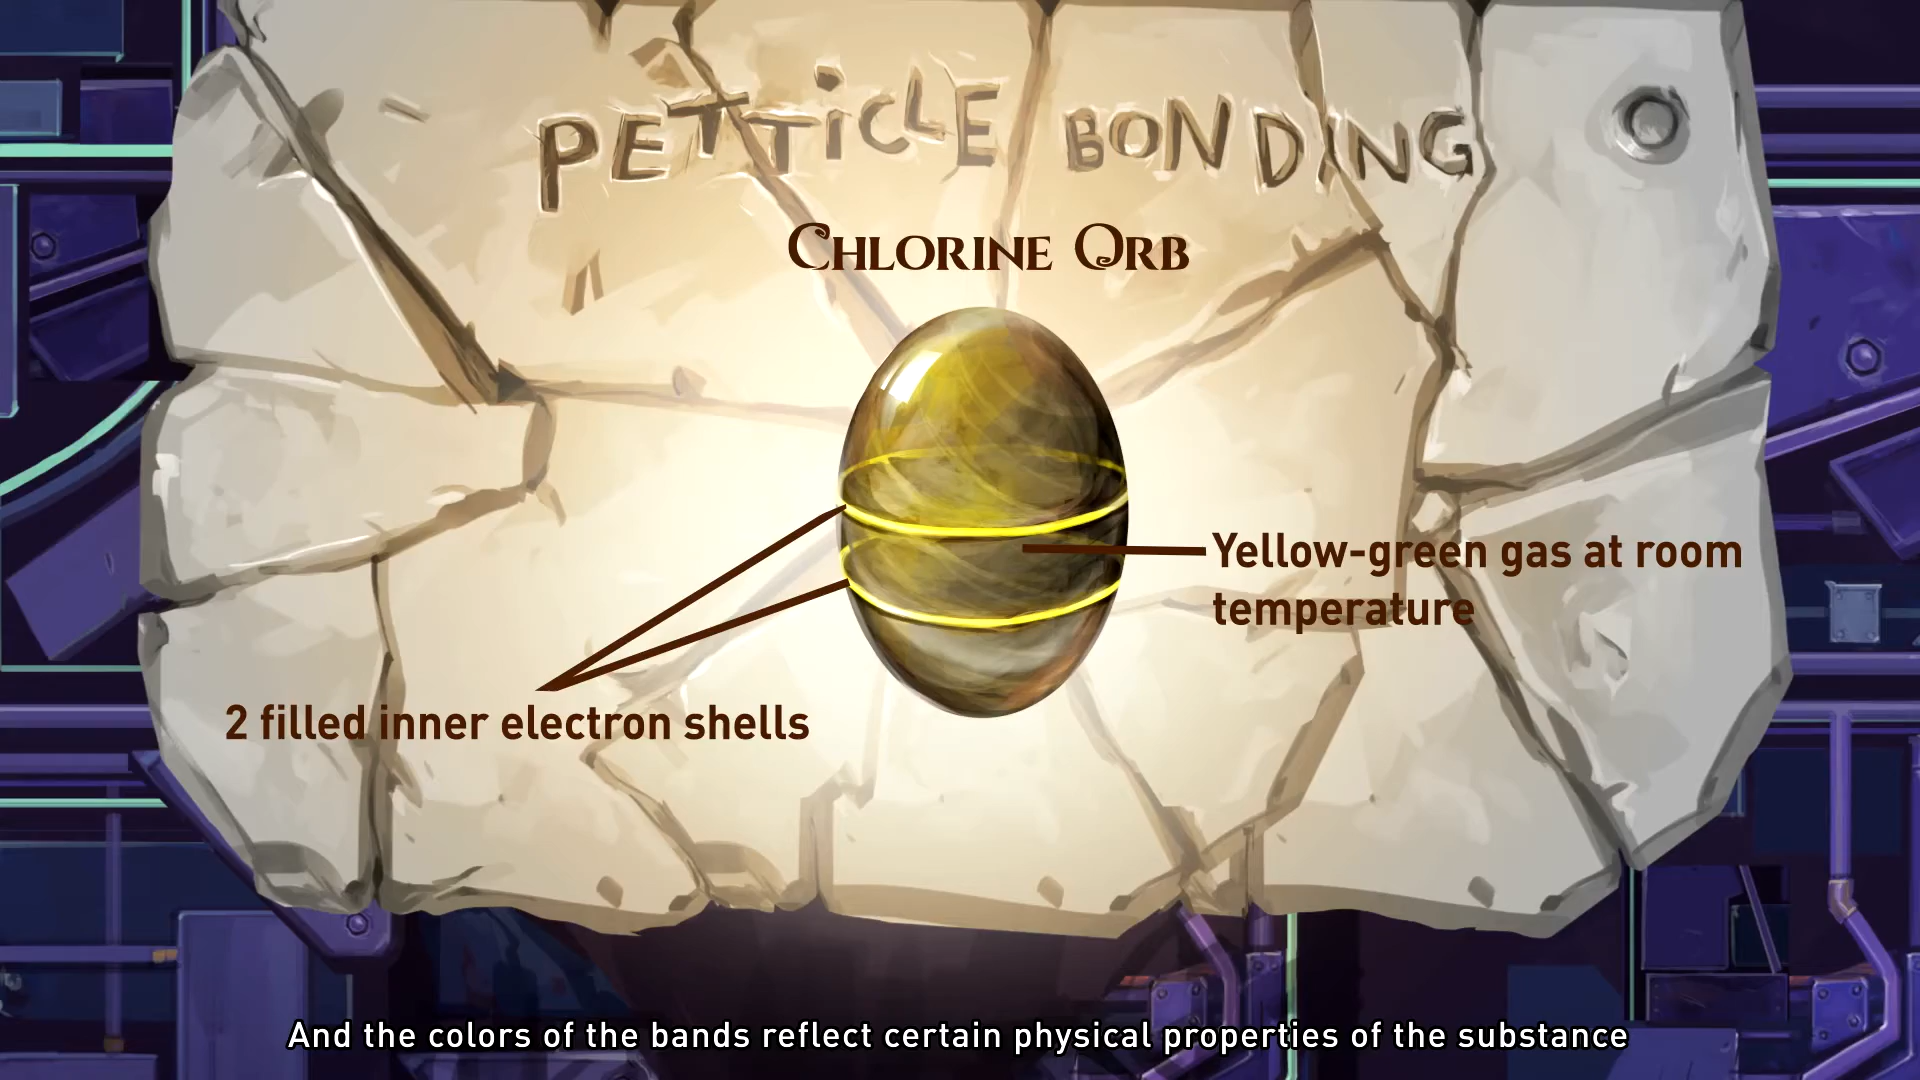 PETTiCLE BONDING
CHLORINE ORB
Yellow-green gas at room
temperature
2 filled inner electron shells
And the colors of the bands reflect certain physical properties of the substance